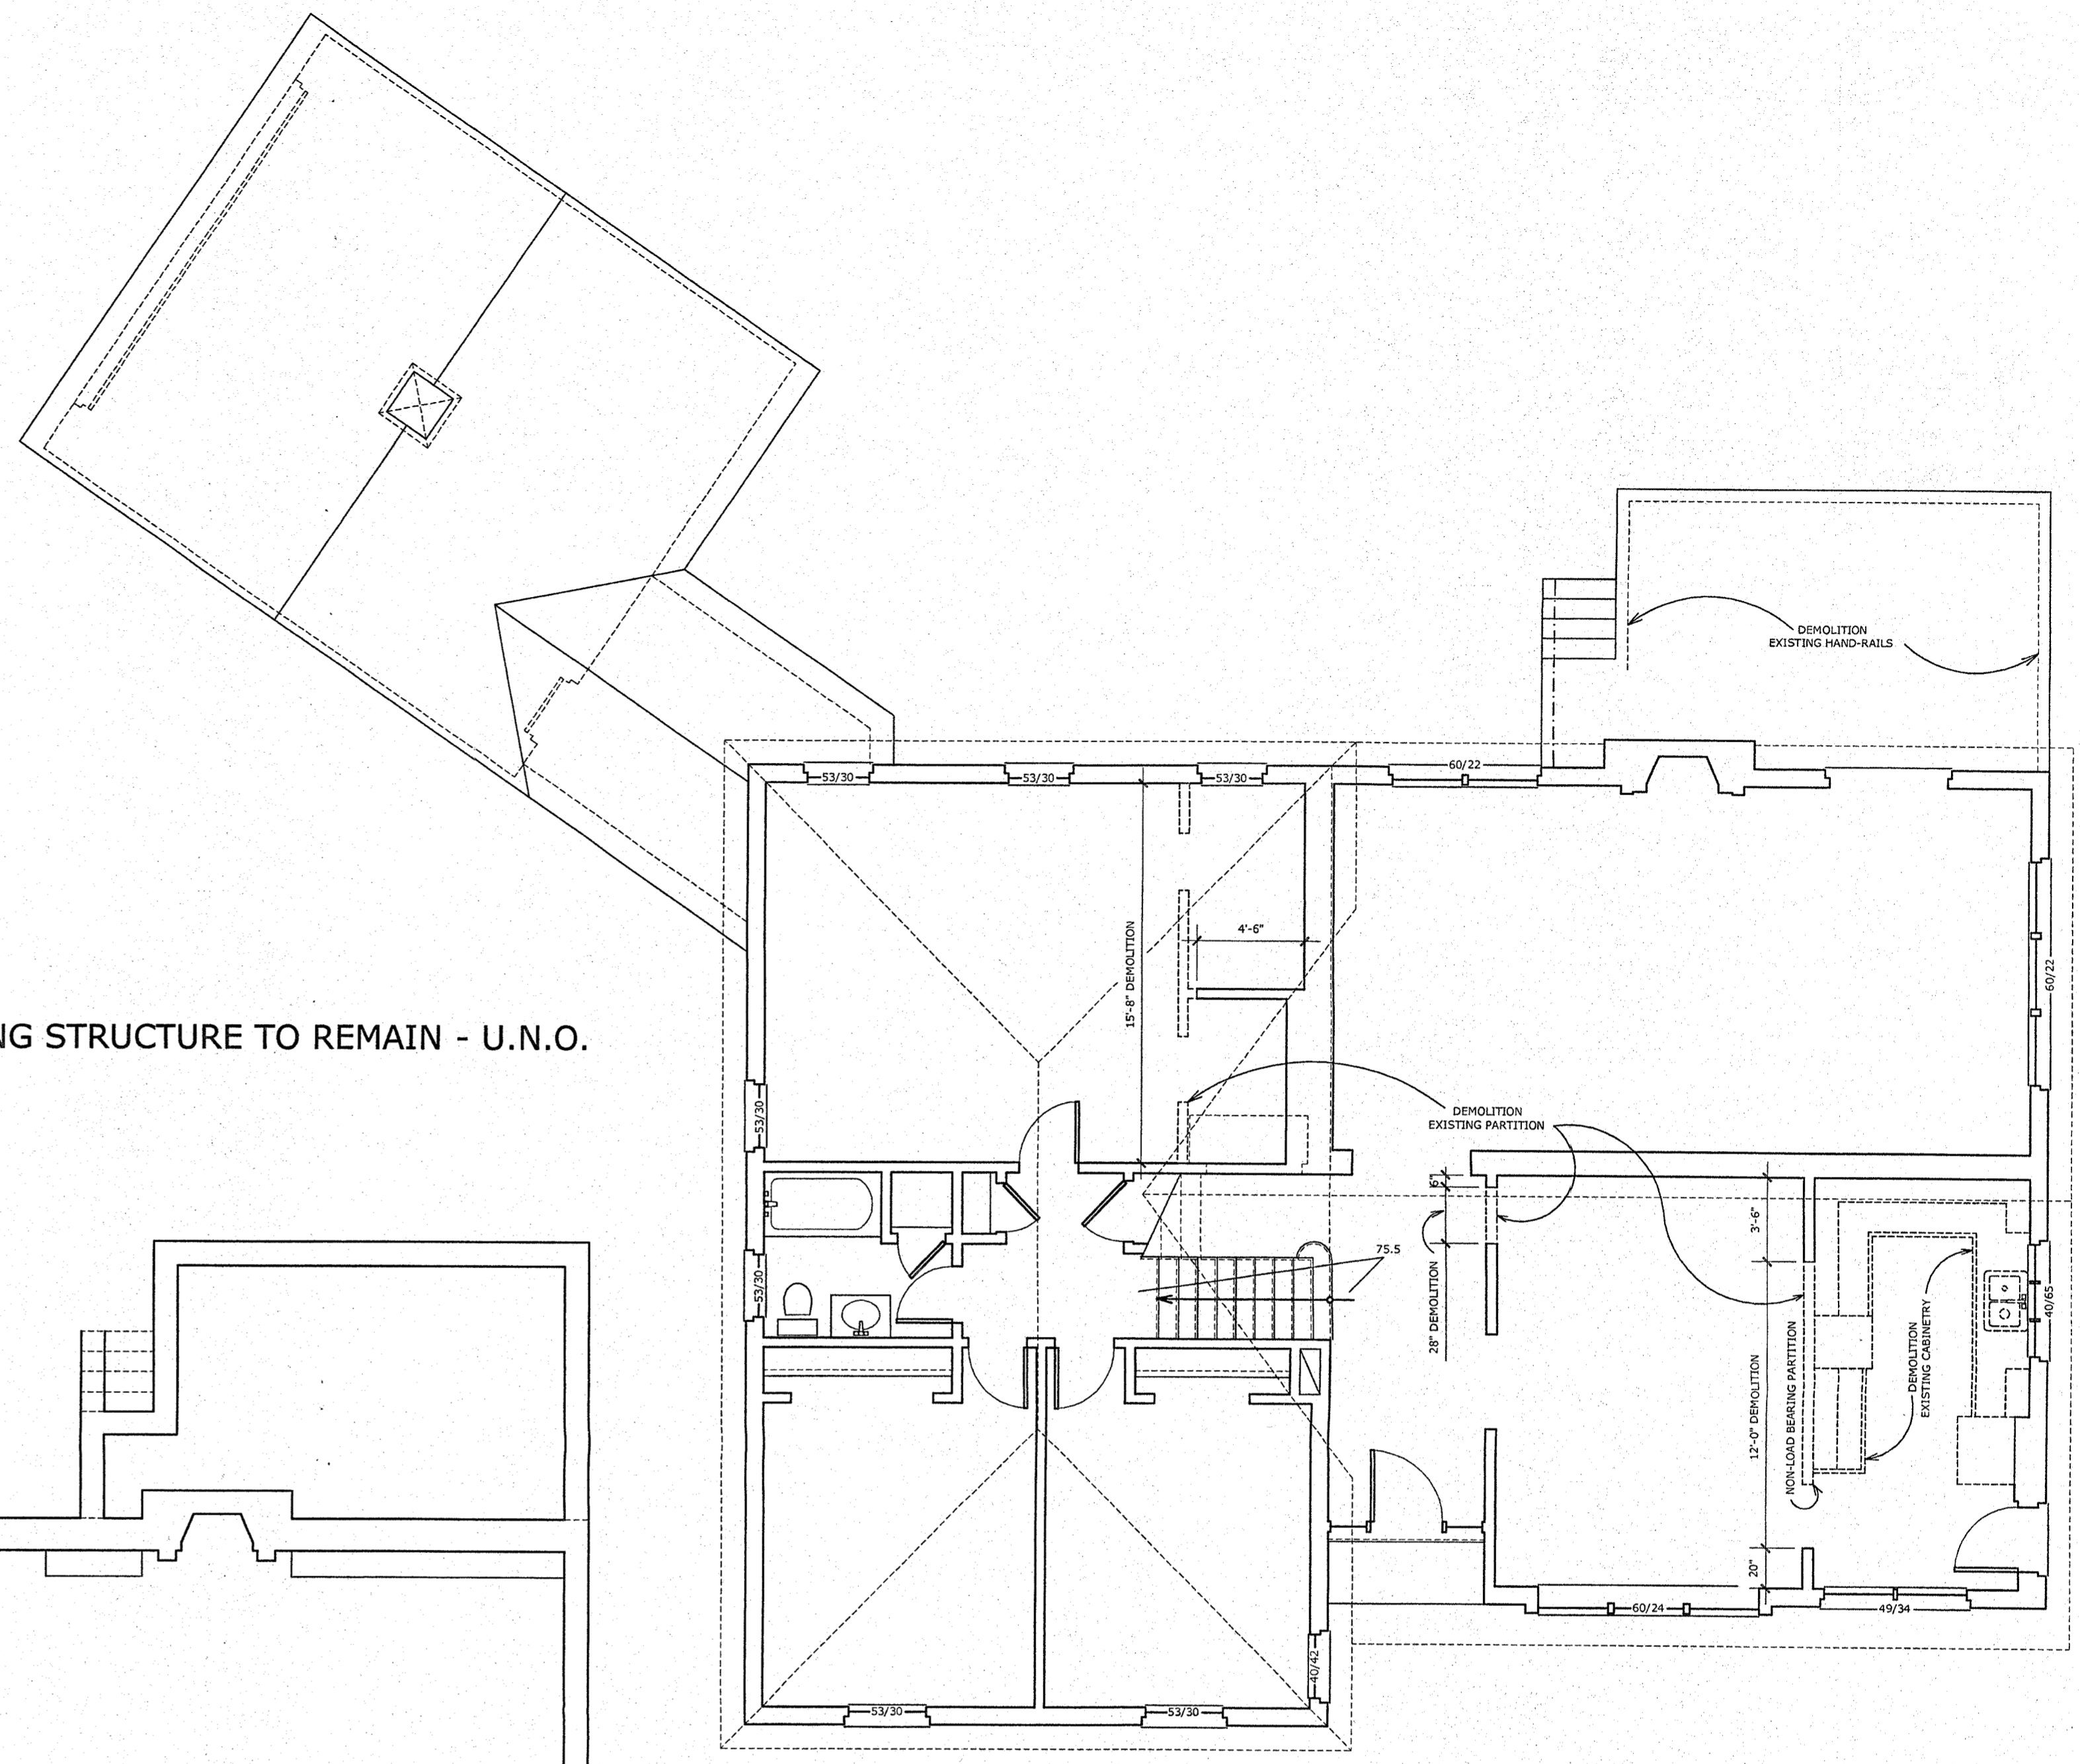 DEMOLITION
EXISTING HAND-RAILS
60/22
53/30
53/30
53/30
4'-6"
15'-8" DEMOLITION
60/22
NG STRUCTURE TO REMAIN - U.N.O.
53/30
DEMOLITION
EXISTING PARTITION
6"
3'-6"
75.5
53/30
28" DEMOLITION
40/65
12'-0" DEMOLITION
NON-LOAD BEARING PARTITION
DEMOLITION
EXISTING CABINETRY
20"
60/24
49/34
40/42
53/30
53/30